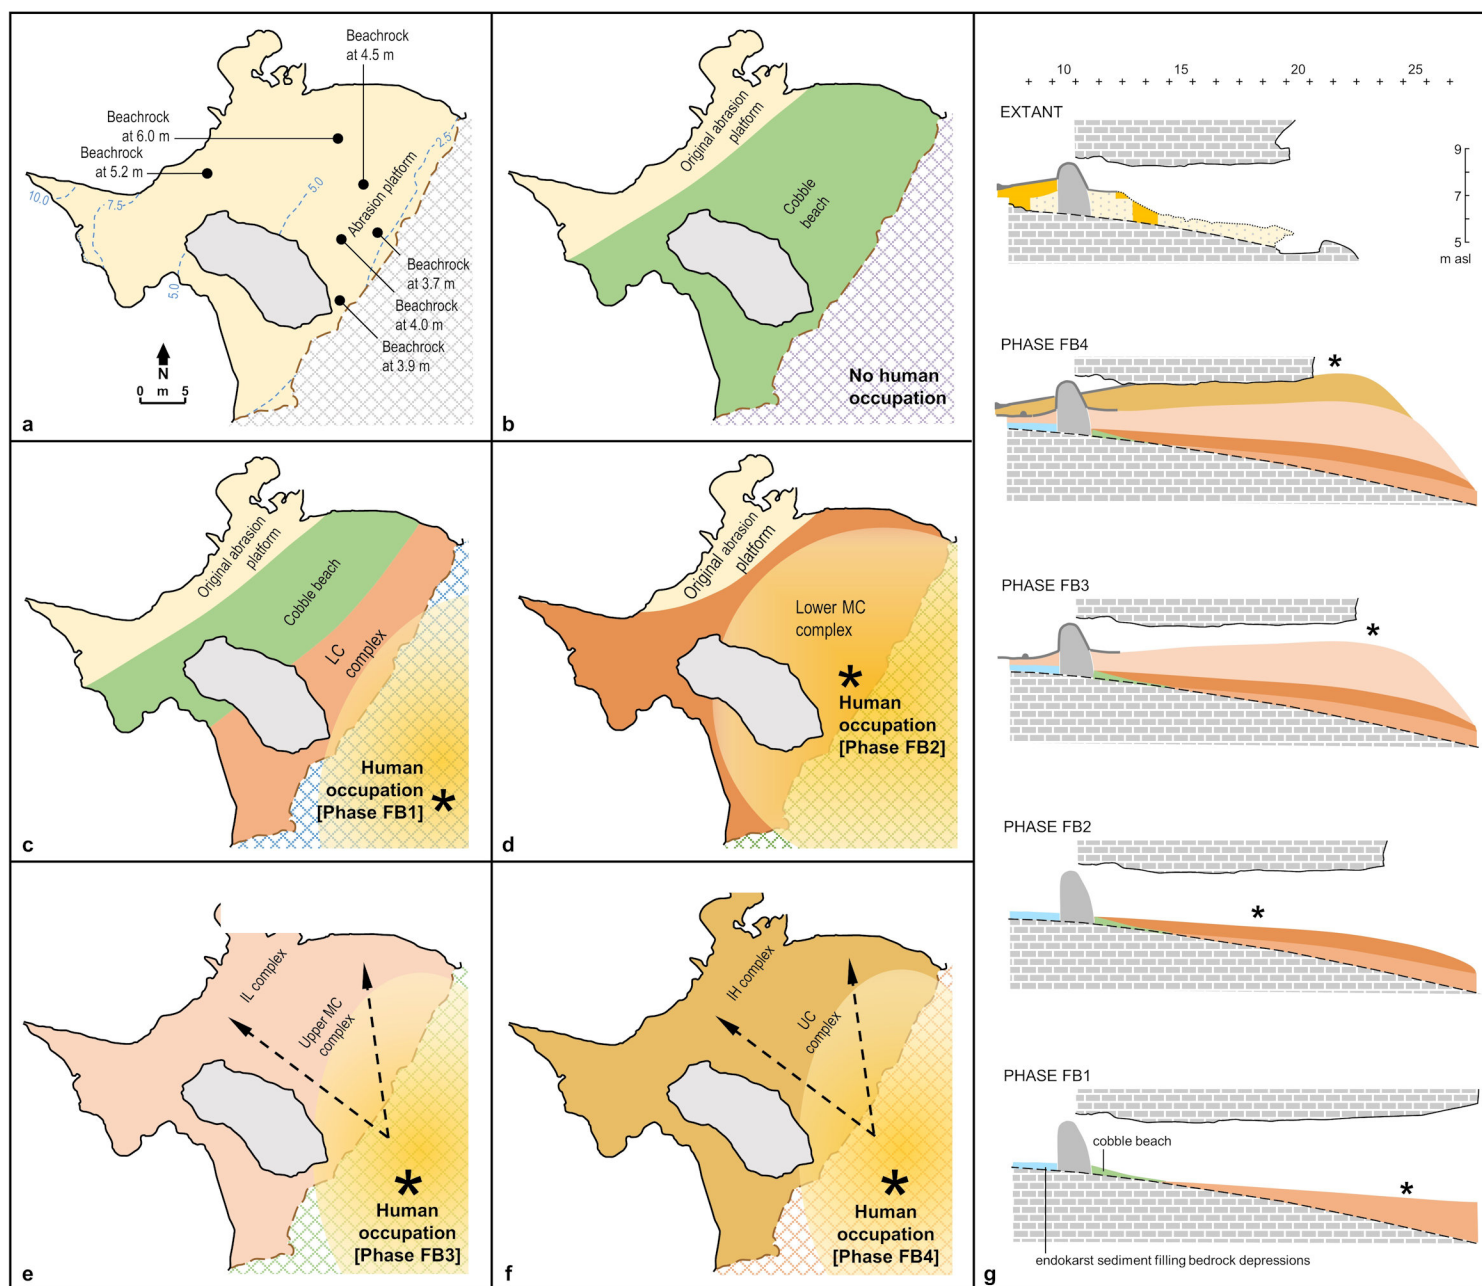 Beachrock
at 4.5 m
Beachrock
at 6.0 m
Beachrock
at 5.2 m
10.0
7.5
5.0
5.0
2.5
Abrasion platform
Beachrock
at 3.7 m
Beachrock
at 4.0 m
Beachrock
at 3.9 m
N
0 m 5
a
Original abrasion
platform
Cobble
beach
No human
occupation
b
Original abrasion
platform
Cobble beach
LC
complex
Human
occupation
[Phase FB1]
*
c
Original abrasion
platform
Lower MC
complex
*
Human
occupation
[Phase FB2]
d
IL complex
Upper MC
complex
*
Human
occupation
[Phase FB3]
e
IH complex
UC
complex
*
Human
occupation
[Phase FB4]
f
10 15 20 25
+ + + + + + + + + + + + + + + + + +
EXTANT
9
7
5
m asl
PHASE FB4
*
PHASE FB3
*
PHASE FB2
*
PHASE FB1
cobble beach
*
endokarst sediment filling bedrock depressions
g